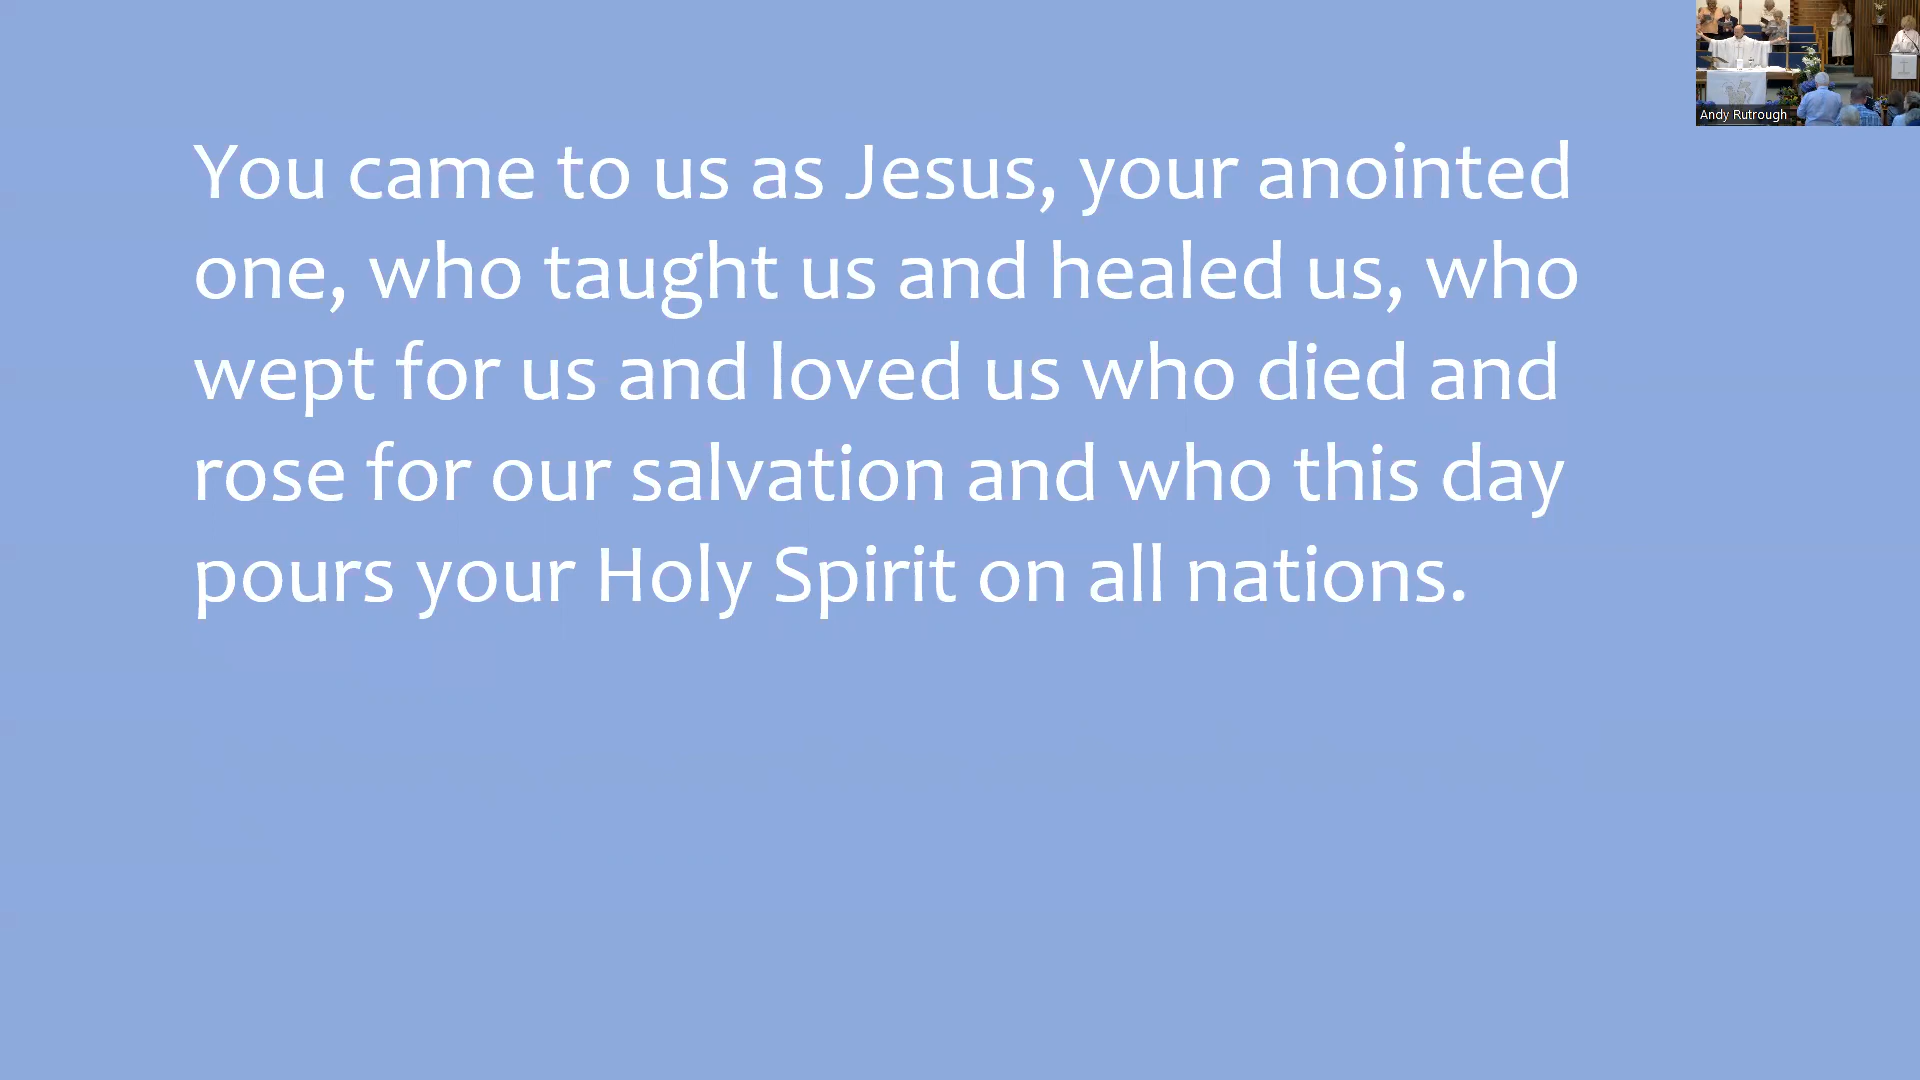 You came to us as Jesus, your anointed
one, who taught us and healed us, who
wept for us and loved us who died and
rose for our salvation and who this day
pours your Holy Spirit on all nations.
Andy Rutrough